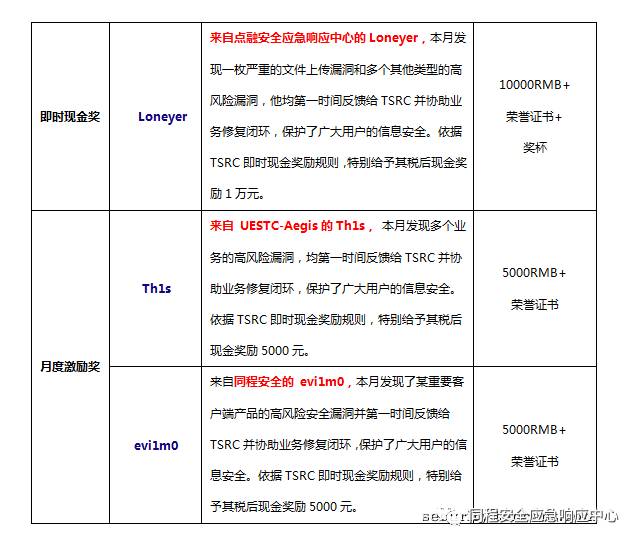 即时现金奖
Loneyer
来自点融安全应急响应中心的 Loneyer，本月发
现一枚严重的文件上传漏洞和多个其他类型的高
风险漏洞，他均第一时间反馈给 TSRC 并协助业
务修复闭环，保护了广大用户的信息安全。依据
TSRC 即时现金奖励规则，特别给予其税后现金奖
励 1 万元。
10000RMB+
荣誉证书+
奖杯
月度激励奖
Th1s
来自 UESTC-Aegis 的 Th1s， 本月发现多个业
务的高风险漏洞，均第一时间反馈给 TSRC 并协
助业务修复闭环，保护了广大用户的信息安全。
依据 TSRC 即时现金奖励规则，特别给予其税后
现金奖励 5000 元。
5000RMB+
荣誉证书
evi1m0
来自同程安全的 evi1m0，本月发现了某重要客
户端产品的高风险安全漏洞并第一时间反馈给
TSRC 并协助业务修复闭环，保护了广大用户的信
息安全。依据 TSRC 即时现金奖励规则，特别给
予其税后现金奖励 5000 元。
5000RMB+
荣誉证书
同程安全应急响应中心